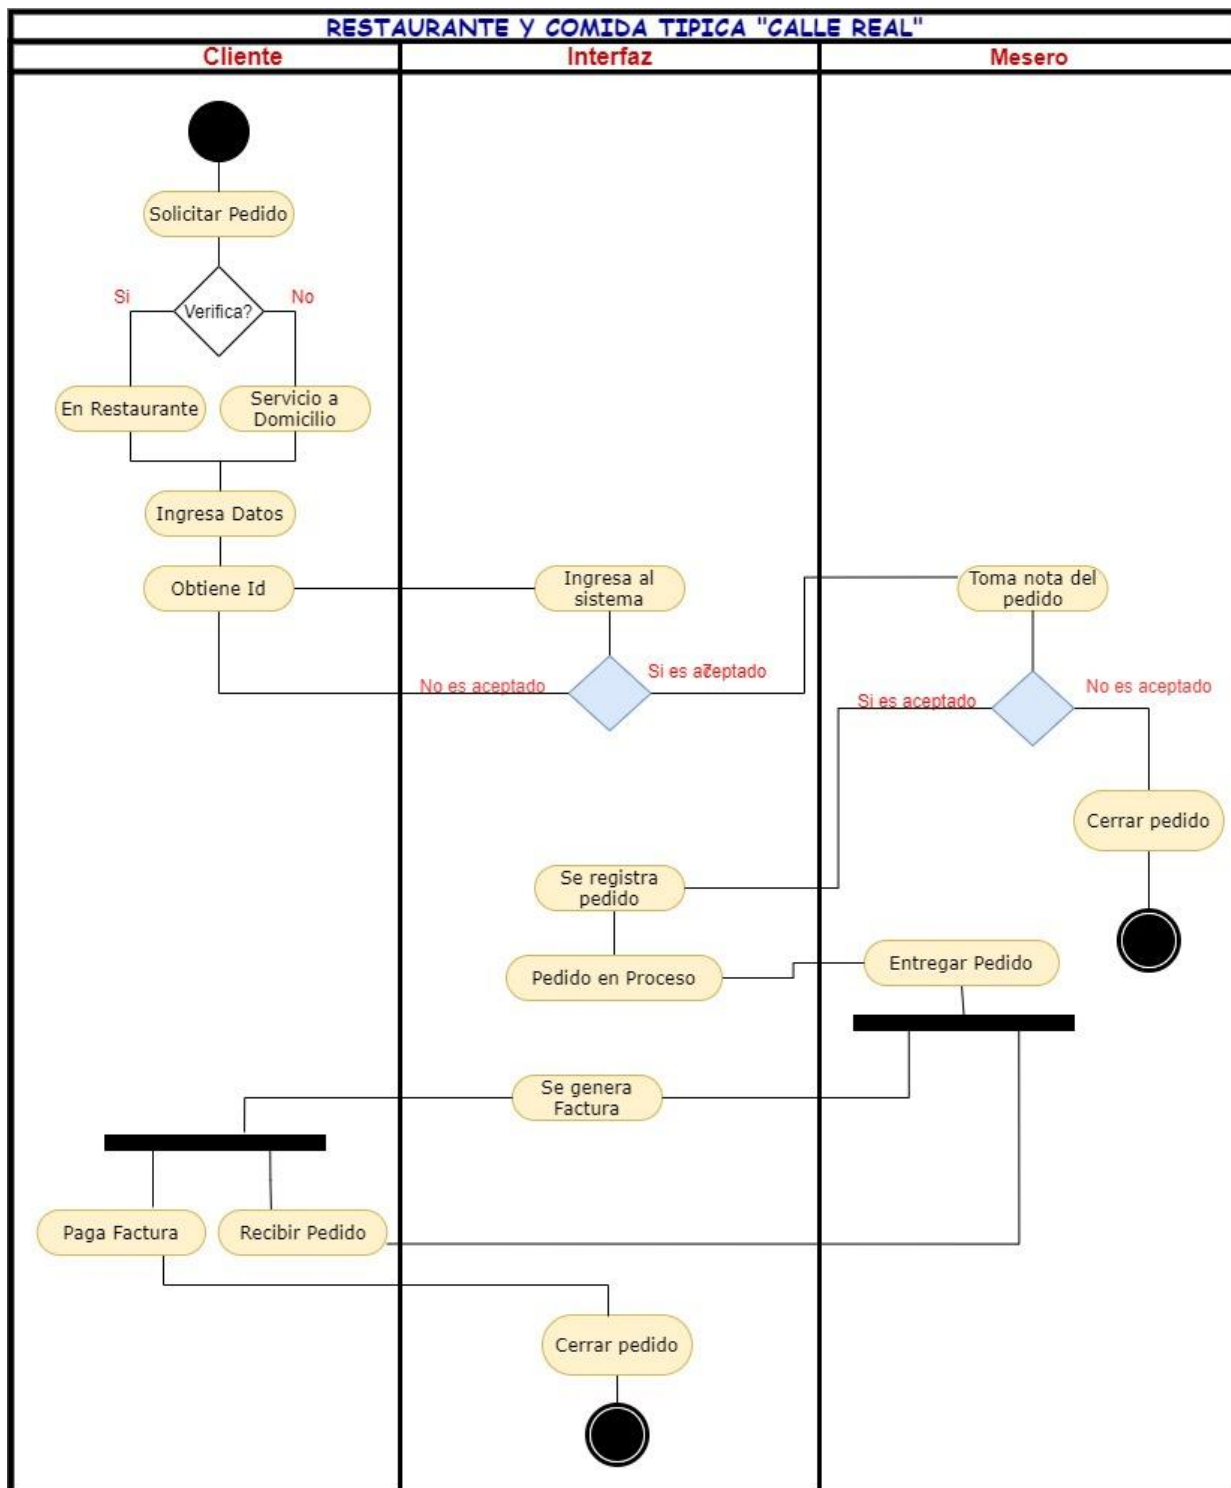 RESTAURANTE Y COMIDA TIPICA "CALLE REAL"
Cliente
Interfaz
Mesero
Solicitar Pedido
Si
No
Verifica?
En Restaurante
Servicio a
Domicilio
Ingresa Datos
Obtiene Id
Ingresa al
sistema
Toma nota del
pedido
No es aceptado
Si es aceptado
Si es aceptado
No es aceptado
Cerrar pedido
Se registra
pedido
Pedido en Proceso
Entregar Pedido
Se genera
Factura
Paga Factura
Recibir Pedido
Cerrar pedido